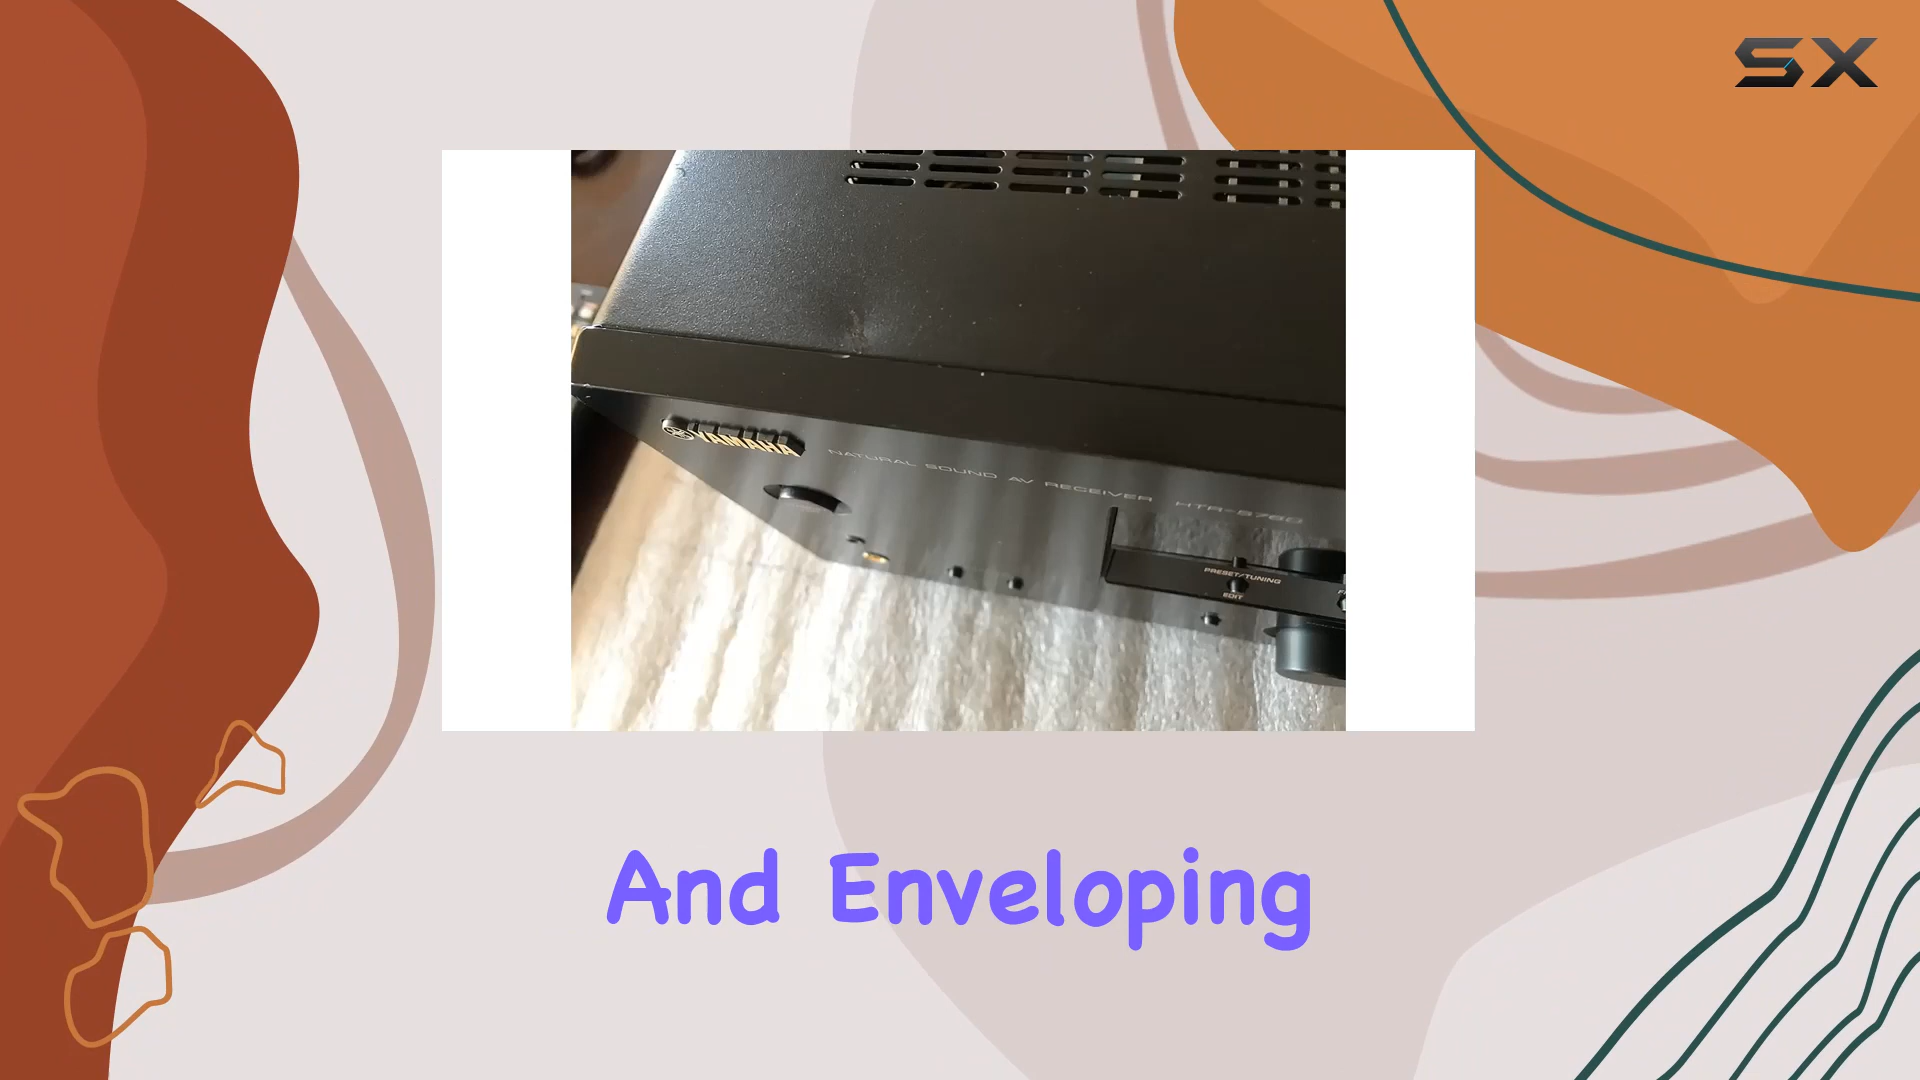 SX
YAMAHA
NATURAL SOUND AV RECEIVER HTR-5760
PRESET/TUNING
EDIT
And Enveloping